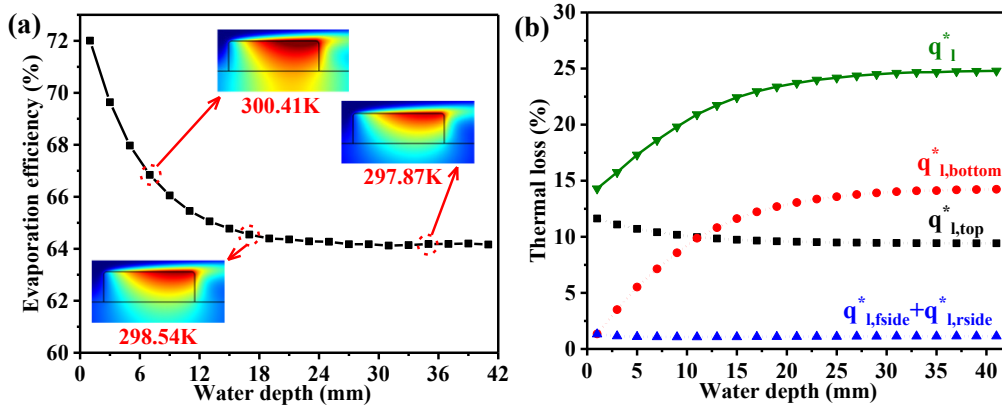 (a)
Evaporation efficiency (%)
72
70
68
66
64
62
60
300.41K
297.87K
298.54K
0 6 12 18 24 30 36 42
Water depth (mm)
(b)
Thermal loss (%)
30
25
20
15
10
5
0
q*l
q*l,bottom
q*l,top
q*l,fside+q*l,rside
0 5 10 15 20 25 30 35 40
Water depth (mm)